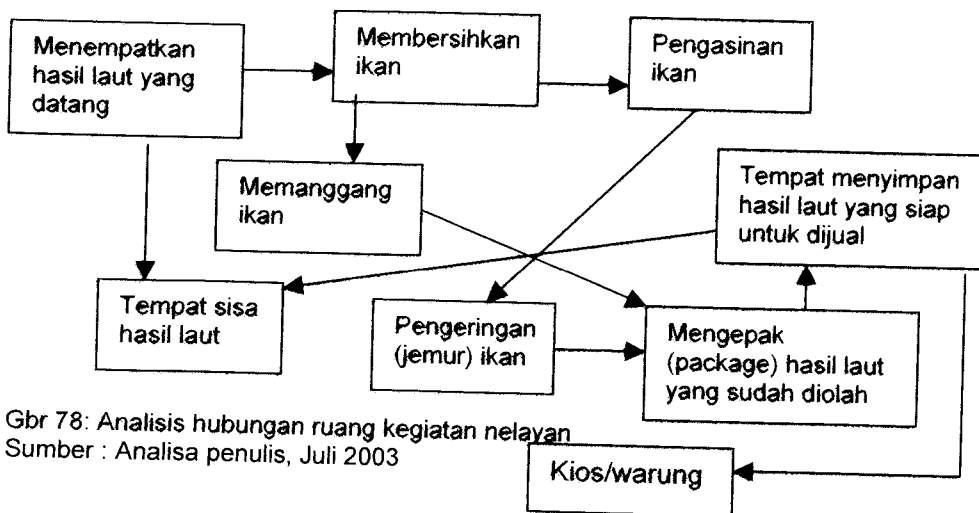 Menempatkan
hasil laut yang
datang
Membersihkan
ikan
Pengasinan
ikan
Memanggang
ikan
Tempat menyimpan
hasil laut yang siap
untuk dijual
Tempat sisa
hasil laut
Pengeringan
(jemur) ikan
Mengepak
(package) hasil laut
yang sudah diolah
Gbr 78: Analisis hubungan ruang kegiatan nelayan
Sumber : Analisa penulis, Juli 2003
Kios/warung